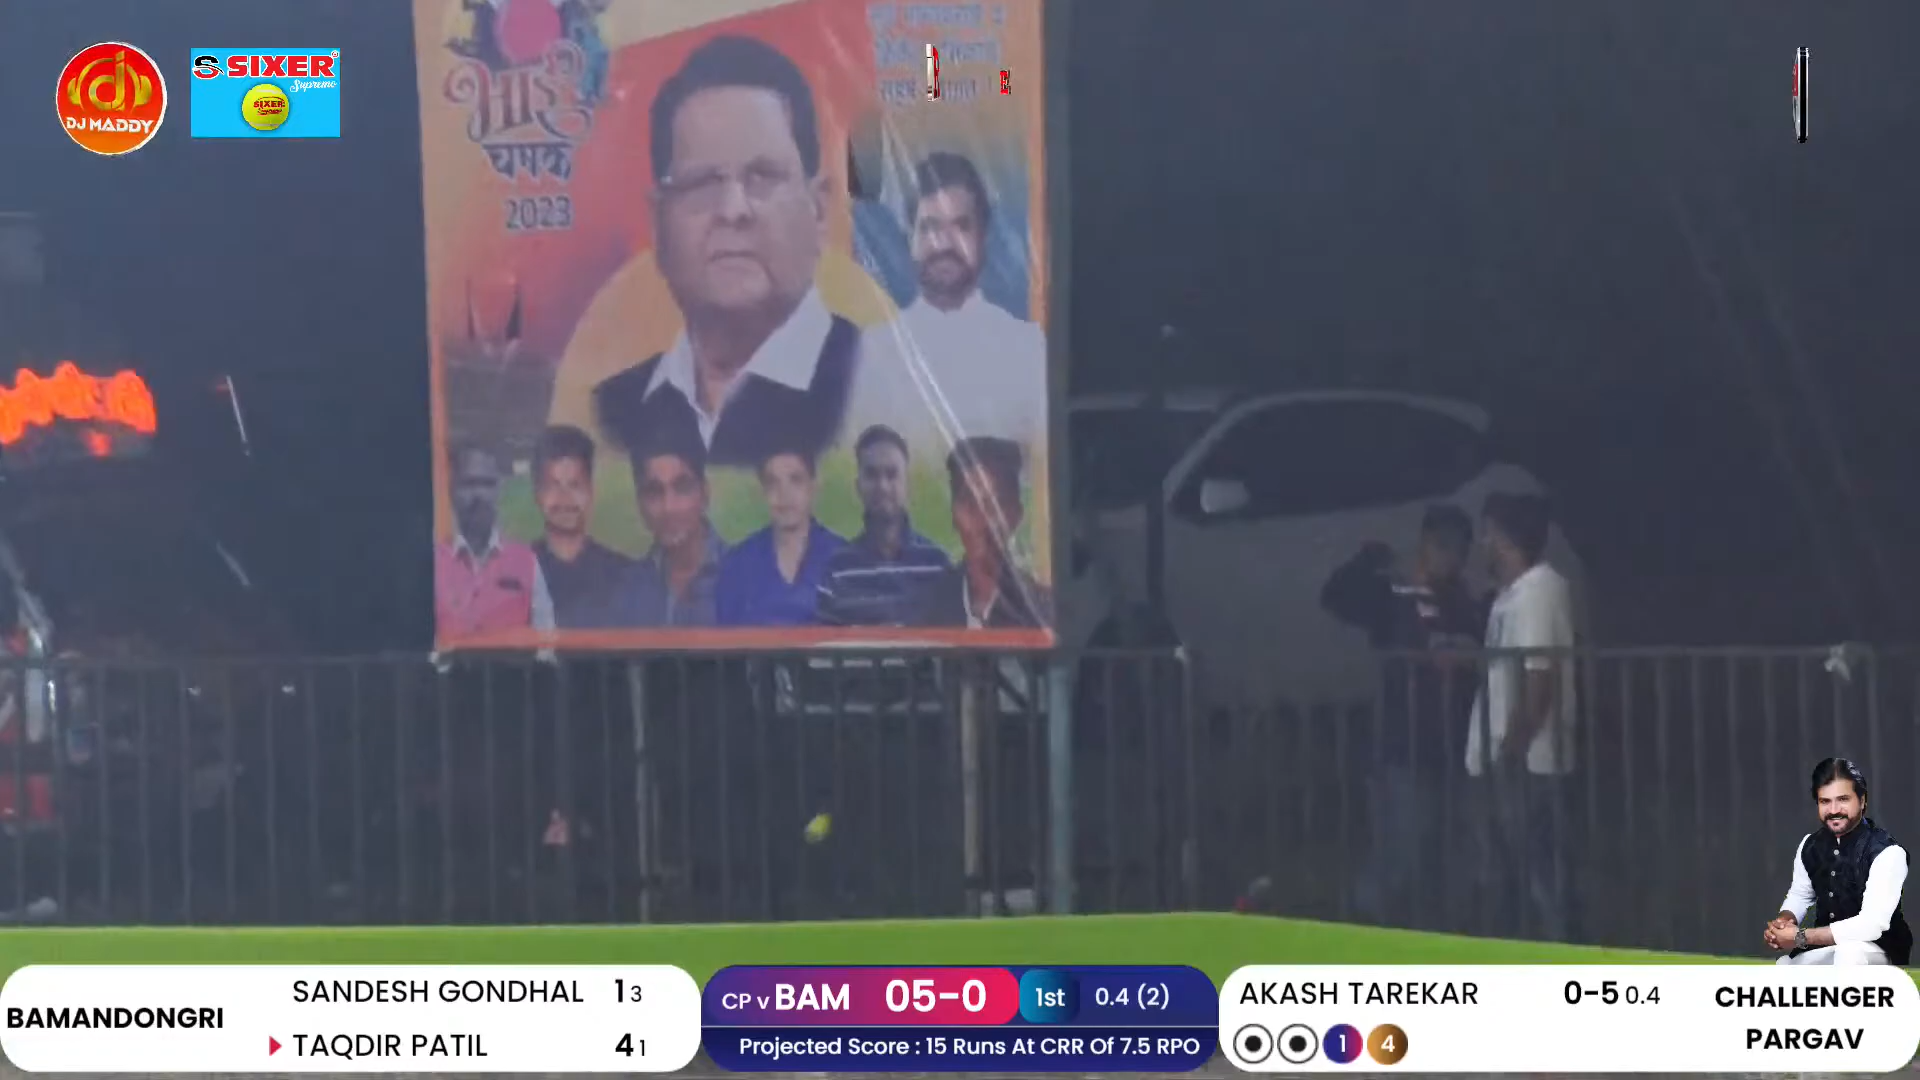 DJ MADDY
SIXER
Supremo
SIXER
भाई
चषक
2023
BAMANDONGRI
SANDESH GONDHAL 1 3
TAQDIR PATIL 4 1
CP v BAM 05-0 1st 0.4 (2)
Projected Score : 15 Runs At CRR Of 7.5 RPO
AKASH TAREKAR 0-5 0.4
1 4
CHALLENGER
PARGAV